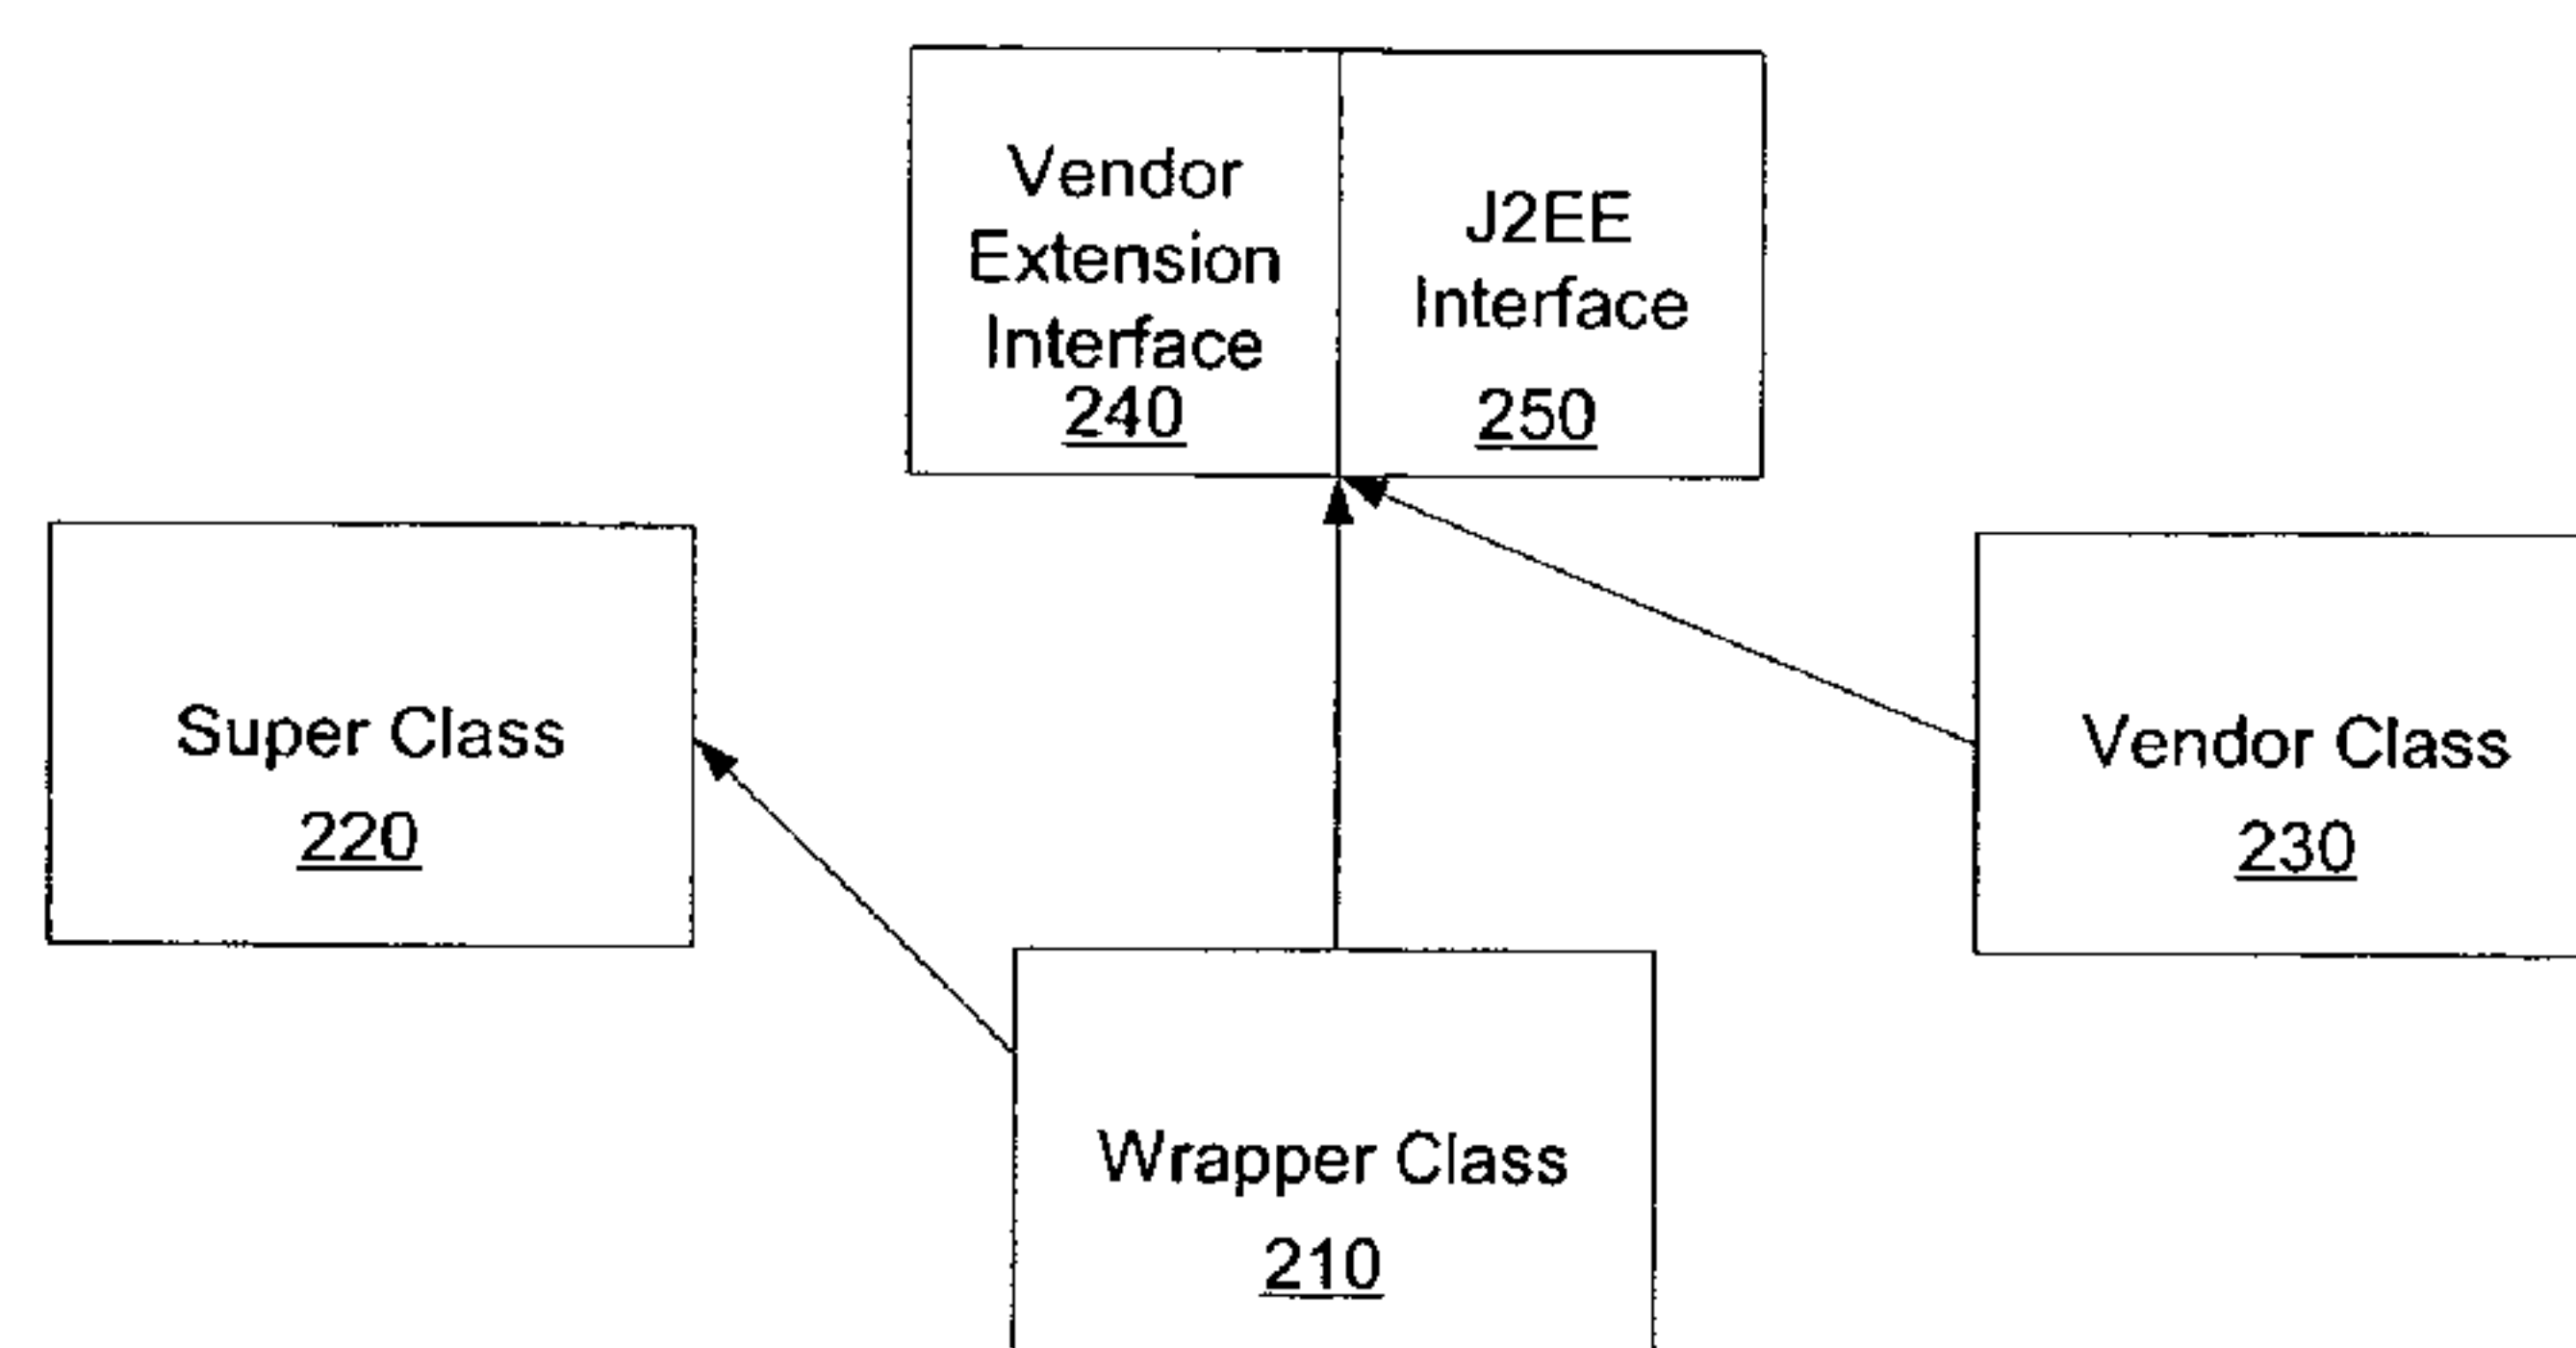 Vendor
Extension
Interface
240
J2EE
Interface
250
Super Class
220
Vendor Class
230
Wrapper Class
210